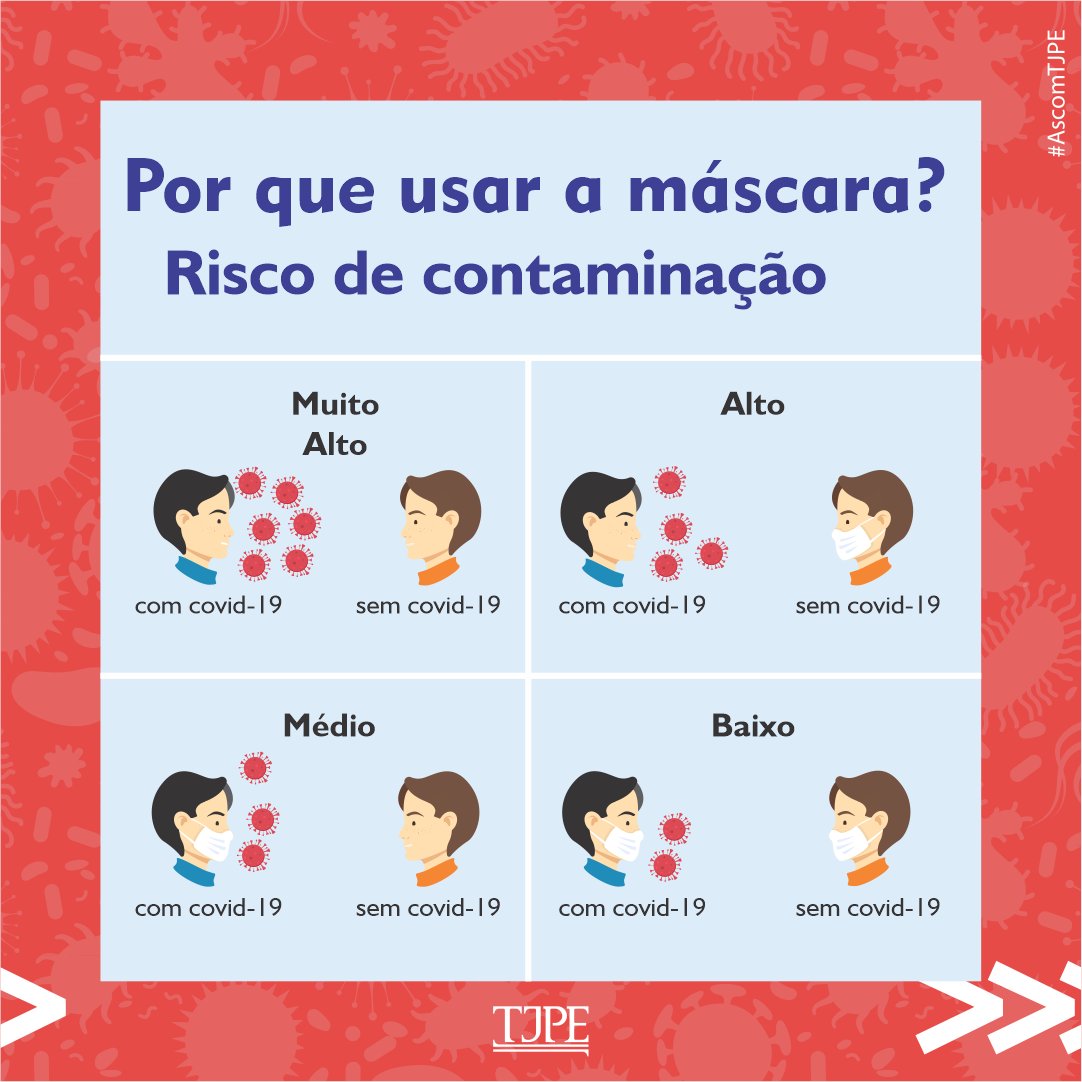 #AscomTJPE
Por que usar a máscara?
Risco de contaminação
Muito
Alto
com covid-19
sem covid-19
Alto
com covid-19
sem covid-19
Médio
com covid-19
sem covid-19
Baixo
com covid-19
sem covid-19
TJPE